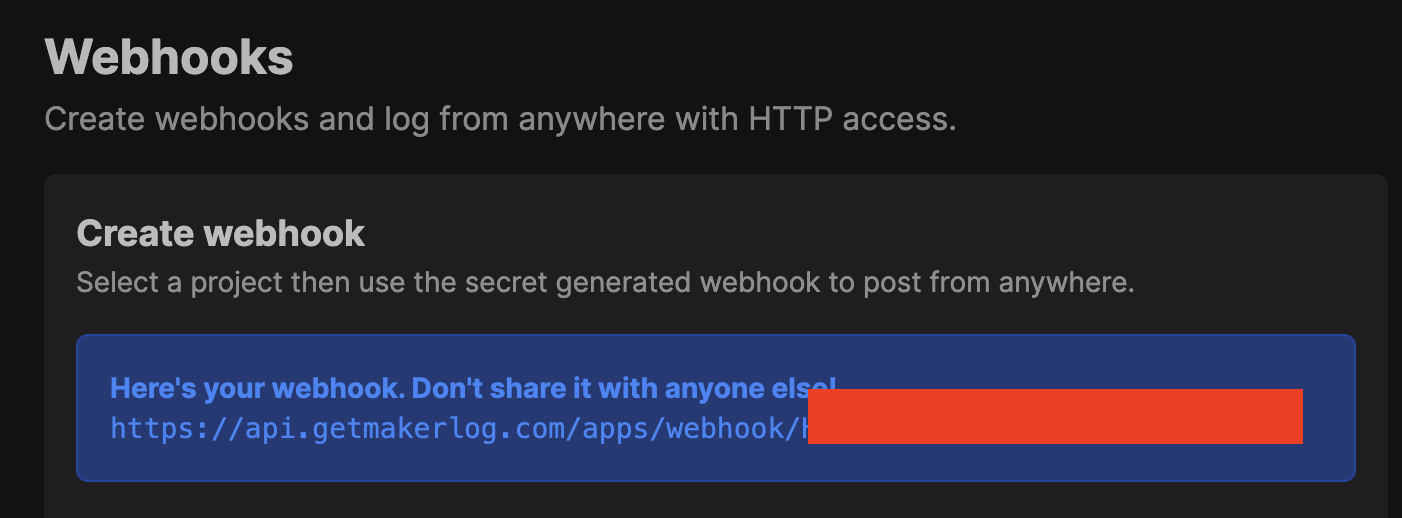 Webhooks
Create webhooks and log from anywhere with HTTP access.
Create webhook
Select a project then use the secret generated webhook to post from anywhere.
Here's your webhook. Don't share it with anyone else!
https://api.getmakerlog.com/apps/webhook/